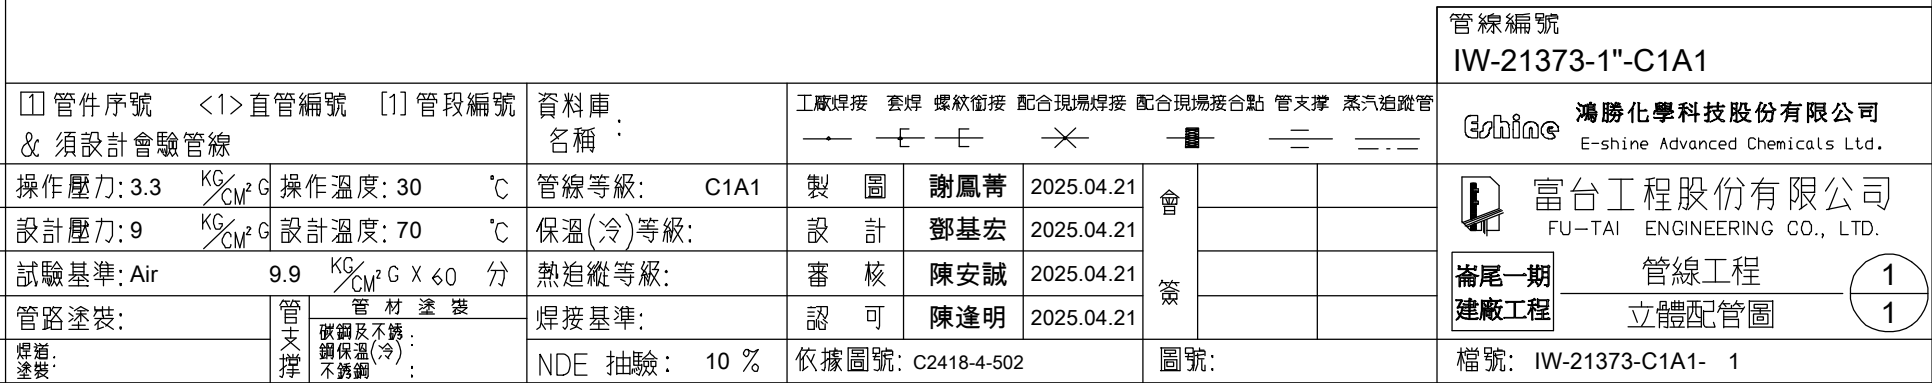 管線編號
IW-21373-1"-C1A1
1 管件序號 <1>直管編號 [1] 管段編號
& 須設計會驗管線
資料庫
名稱 :
工廠焊接 套焊 螺紋銜接 配合現場焊接 配合現場接合點 管支撐 蒸汽追蹤管
Eshine 鴻勝化學科技股份有限公司
E-shine Advanced Chemicals Ltd.
操作壓力: 3.3 KG/CM² G 操作溫度: 30 °C 管線等級: C1A1 製 圖 謝鳳菁 2025.04.21
設計壓力: 9 KG/CM² G 設計溫度: 70 °C 保溫(冷)等級: 設 計 鄧基宏 2025.04.21
試驗基準: Air 9.9 KG/CM² G X 60 分 熱追縱等級: 審 核 陳安誠 2025.04.21
管路塗裝: 焊接基準: 認 可 陳逢明 2025.04.21
會簽
富台工程股份有限公司
FU-TAI ENGINEERING CO., LTD.
崙尾一期
建廠工程
管線工程
立體配管圖
1
1
焊道
塗裝:
管支撐
管 材 塗 裝
碳鋼及不銹
鋼保溫(冷) :
不銹鋼 :
NDE 抽驗: 10 % 依據圖號: C2418-4-502 圖號: 檔號: IW-21373-C1A1- 1